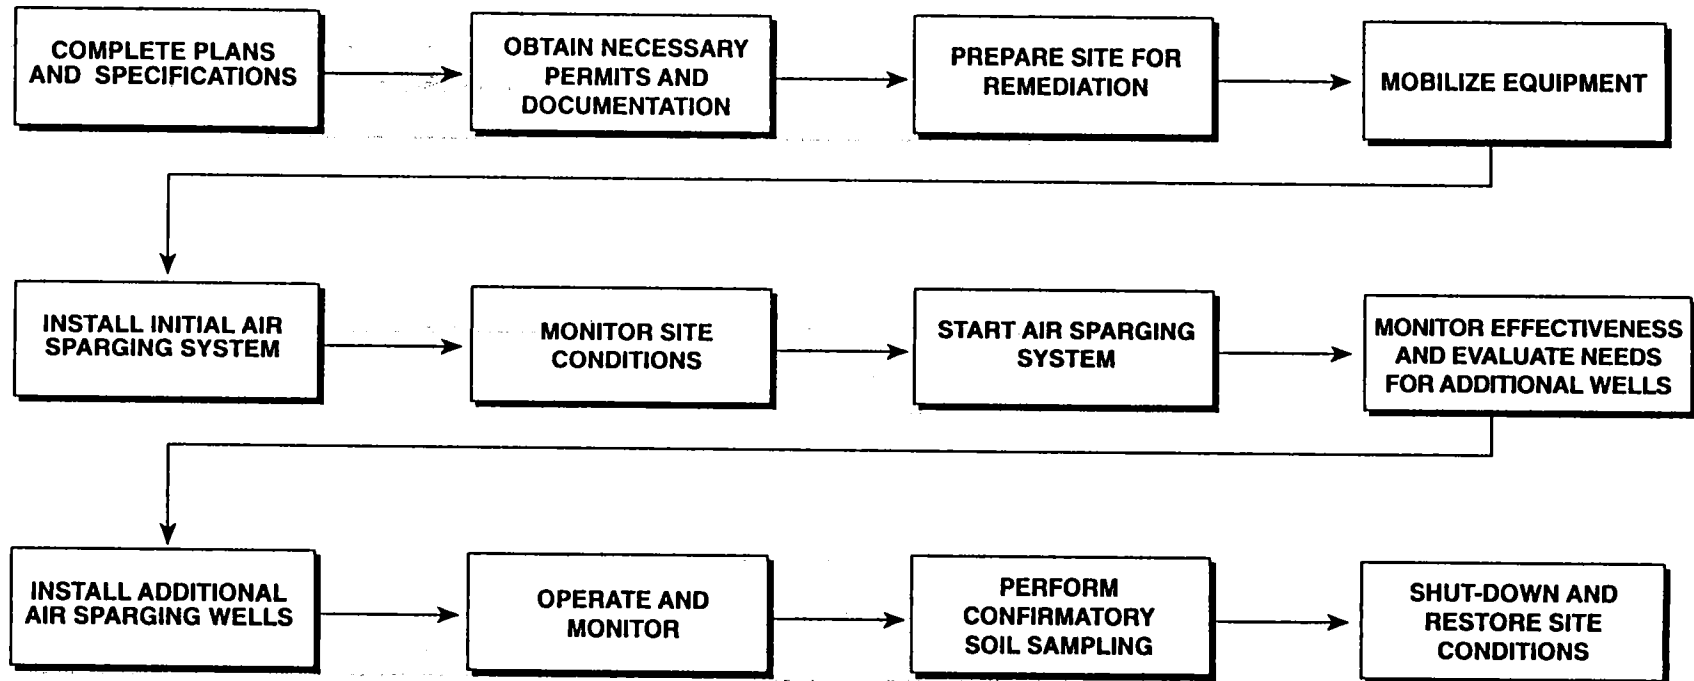 COMPLETE PLANS
AND SPECIFICATIONS
OBTAIN NECESSARY
PERMITS AND
DOCUMENTATION
PREPARE SITE FOR
REMEDIATION
MOBILIZE EQUIPMENT
INSTALL INITIAL AIR
SPARGING SYSTEM
MONITOR SITE
CONDITIONS
START AIR SPARGING
SYSTEM
MONITOR EFFECTIVENESS
AND EVALUATE NEEDS
FOR ADDITIONAL WELLS
INSTALL ADDITIONAL
AIR SPARGING WELLS
OPERATE AND
MONITOR
PERFORM
CONFIRMATORY
SOIL SAMPLING
SHUT-DOWN AND
RESTORE SITE
CONDITIONS